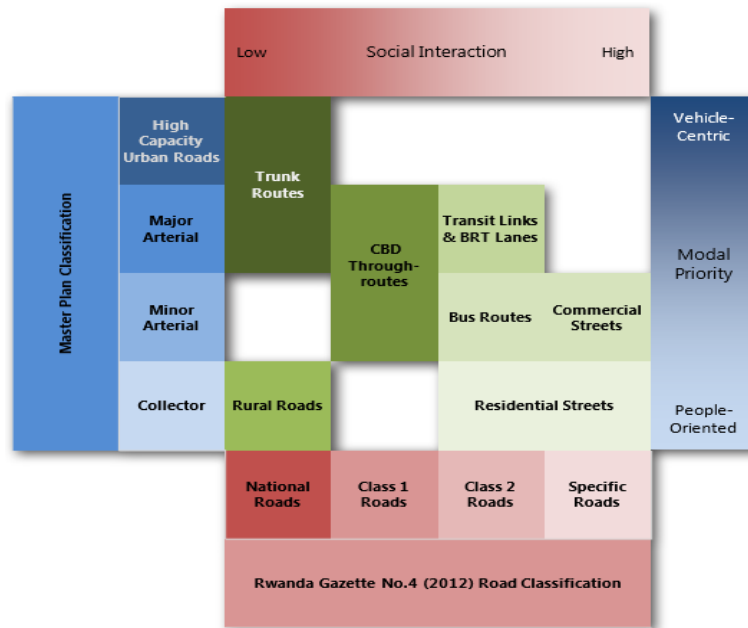 Low Social Interaction High
High
Capacity
Urban Roads
Trunk
Routes
Vehicle-
Centric
Master Plan Classification
Major
Arterial
CBD
Through-
routes
Transit Links
& BRT Lanes
Modal
Priority
Minor
Arterial
Bus Routes
Commercial
Streets
Collector
Rural Roads
Residential Streets
People-
Oriented
National
Roads
Class 1
Roads
Class 2
Roads
Specific
Roads
Rwanda Gazette No.4 (2012) Road Classification